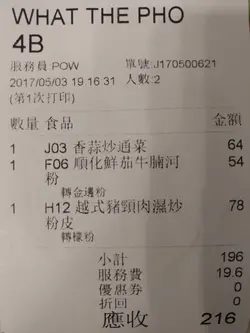 WHAT THE PHO
4B
服務員:POW 單號:J170500621
2017/05/03 19:16:31 人數:2
(第1次打印)
數量 食品 金額
1 J03 香蒜炒通菜 64
1 F06 順化鮮茄牛腩河 54
粉
轉金邊粉
1 H12 越式豬頸肉濕炒 78
粉皮
轉檬粉
小計 196
服務費 19.6
優惠券 0
折回 0
應收 216